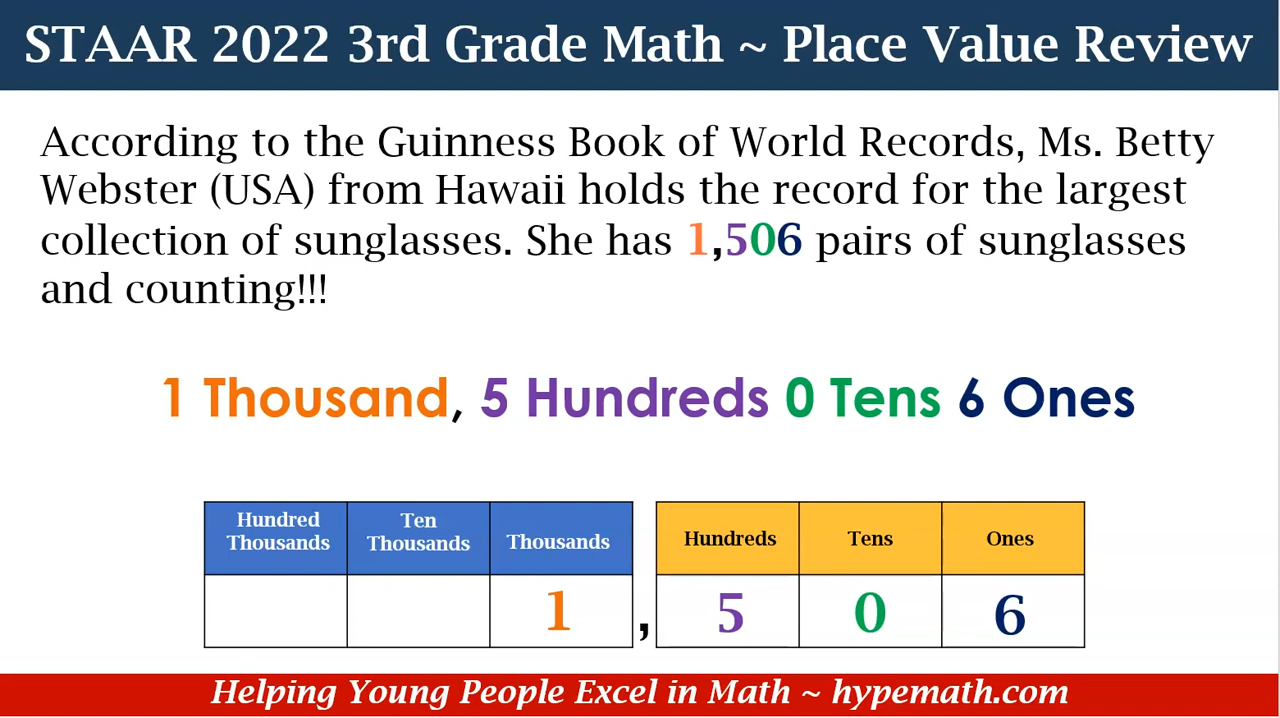 STAAR 2022 3rd Grade Math ~ Place Value Review
According to the Guinness Book of World Records, Ms. Betty
Webster (USA) from Hawaii holds the record for the largest
collection of sunglasses. She has 1,506 pairs of sunglasses
and counting!!!
1 Thousand, 5 Hundreds 0 Tens 6 Ones
Hundred Thousands Ten Thousands Thousands Hundreds Tens Ones
1 , 5 0 6
Helping Young People Excel in Math ~ hypemath.com